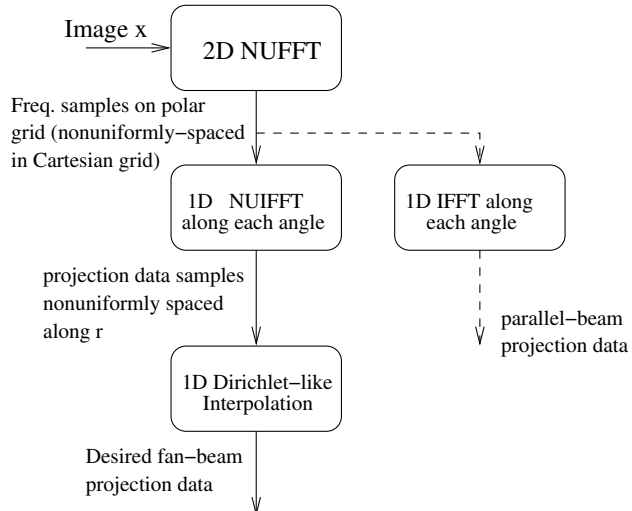 Image x
2D NUFFT
Freq. samples on polar
grid (nonuniformly−spaced
in Cartesian grid)
1D NUIFFT
along each angle
1D IFFT along
each angle
projection data samples
nonuniformly spaced
along r
parallel−beam
projection data
1D Dirichlet−like
Interpolation
Desired fan−beam
projection data